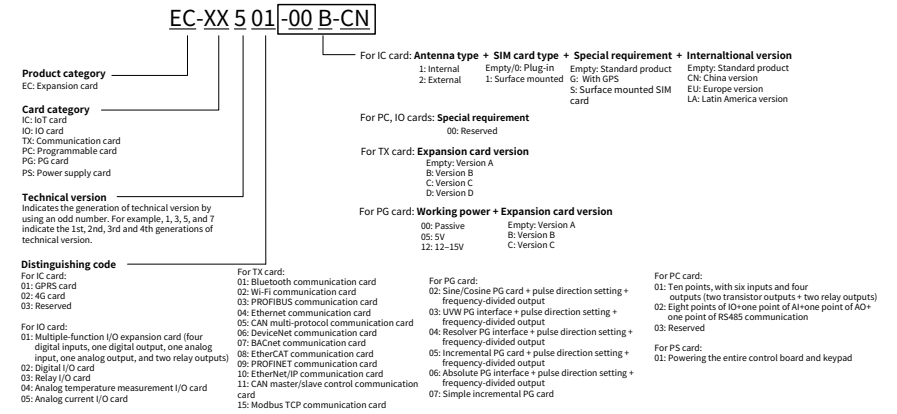 EC-XX 5 01 -00 B-CN
Product category
EC: Expansion card
Card category
IC: IoT card
IO: IO card
TX: Communication card
PC: Programmable card
PG: PG card
PS: Power supply card
Technical version
Indicates the generation of technical version by
using an odd number. For example, 1, 3, 5, and 7
indicate the 1st, 2nd, 3rd and 4th generations of
technical version.
For IC card: Antenna type + SIM card type + Special requirement + Internaltional version
1: Internal
2: External
Empty/0: Plug-in
1: Surface mounted
Empty: Standard product
G: With GPS
S: Surface mounted SIM
card
Empty: Standard product
CN: China version
EU: Europe version
LA: Latin America version
For PC, IO cards: Special requirement
00: Reserved
For TX card: Expansion card version
Empty: Version A
B: Version B
C: Version C
D: Version D
For PG card: Working power + Expansion card version
00: Passive
05: 5V
12: 12–15V
Empty: Version A
B: Version B
C: Version C
Distinguishing code
For IC card:
01: GPRS card
02: 4G card
03: Reserved
For IO card:
01: Multiple-function I/O expansion card (four
digital inputs, one digital output, one analog
input, one analog output, and two relay outputs)
02: Digital I/O card
03: Relay I/O card
04: Analog temperature measurement I/O card
05: Analog current I/O card
For TX card:
01: Bluetooth communication card
02: Wi-Fi communication card
03: PROFIBUS communication card
04: Ethernet communication card
05: CAN multi-protocol communication card
06: DeviceNet communication card
07: BACnet communication card
08: EtherCAT communication card
09: PROFINET communication card
10: EtherNet/IP communication card
11: CAN master/slave control communication
card
15: Modbus TCP communication card
For PG card:
02: Sine/Cosine PG card + pulse direction setting +
frequency-divided output
03: UVW PG interface + pulse direction setting +
frequency-divided output
04: Resolver PG interface + pulse direction setting +
frequency-divided output
05: Incremental PG card + pulse direction setting +
frequency-divided output
06: Absolute PG interface + pulse direction setting +
frequency-divided output
07: Simple incremental PG card
For PC card:
01: Ten points, with six inputs and four
outputs (two transistor outputs + two relay outputs)
02: Eight points of IO+one point of AI+one point of AO+
one point of RS485 communication
03: Reserved
For PS card:
01: Powering the entire control board and keypad